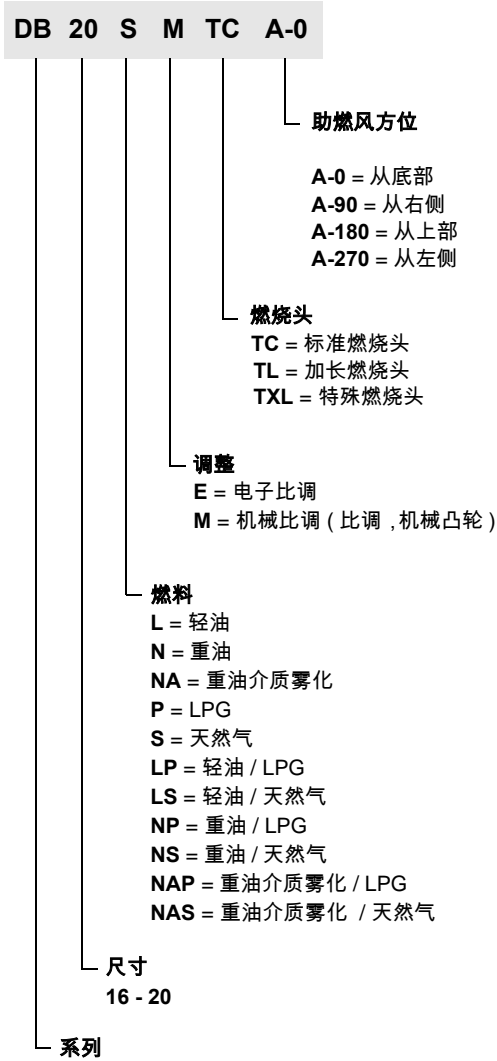 DB 20 S M TC A-0
助燃风方位
A-0 = 从底部
A-90 = 从右侧
A-180 = 从上部
A-270 = 从左侧
燃烧头
TC = 标准燃烧头
TL = 加长燃烧头
TXL = 特殊燃烧头
调整
E = 电子比调
M = 机械比调 ( 比调 ,机械凸轮 )
燃料
L = 轻油
N = 重油
NA = 重油介质雾化
P = LPG
S = 天然气
LP = 轻油 / LPG
LS = 轻油 / 天然气
NP = 重油 / LPG
NS = 重油 / 天然气
NAP = 重油介质雾化 / LPG
NAS = 重油介质雾化 / 天然气
尺寸
16 - 20
系列